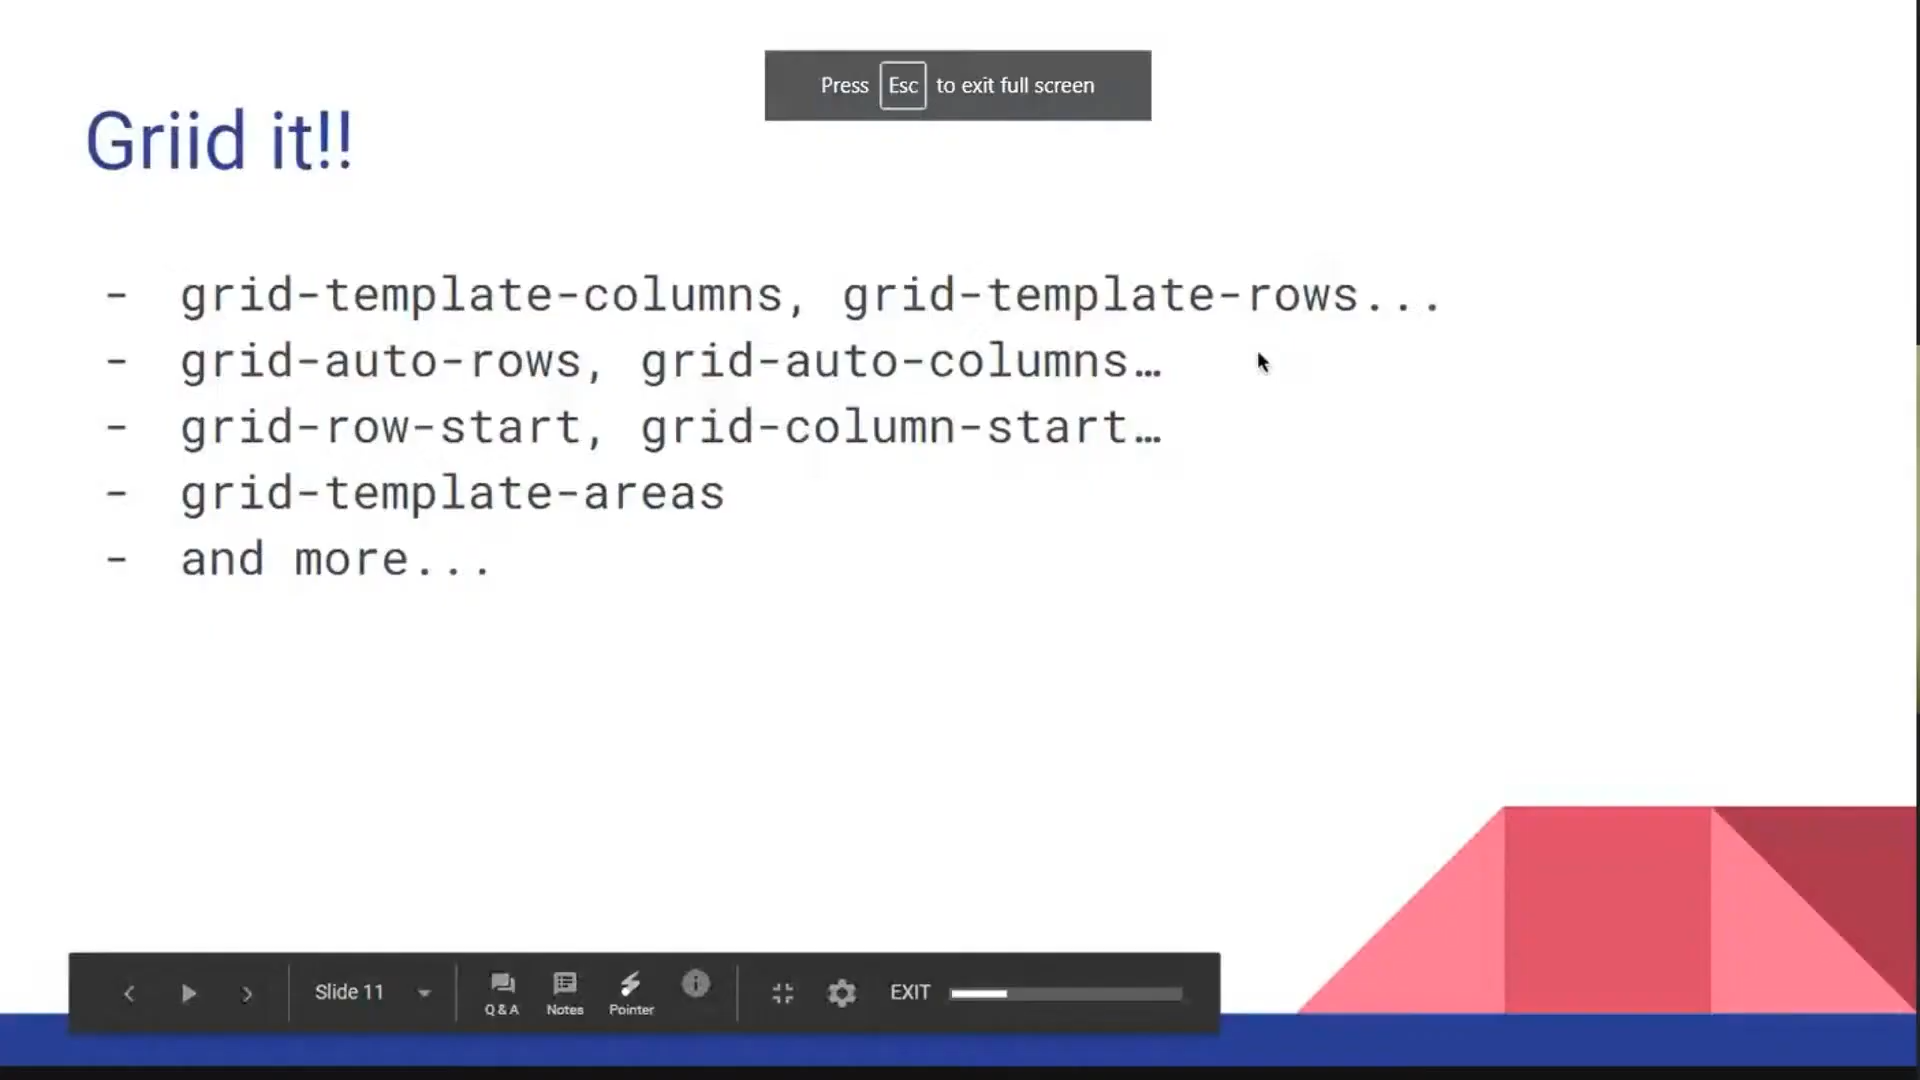 Press Esc to exit full screen
Griid it!!
- grid-template-columns, grid-template-rows...
- grid-auto-rows, grid-auto-columns…
- grid-row-start, grid-column-start…
- grid-template-areas
- and more...
Slide 11
Q & A
Notes
Pointer
EXIT